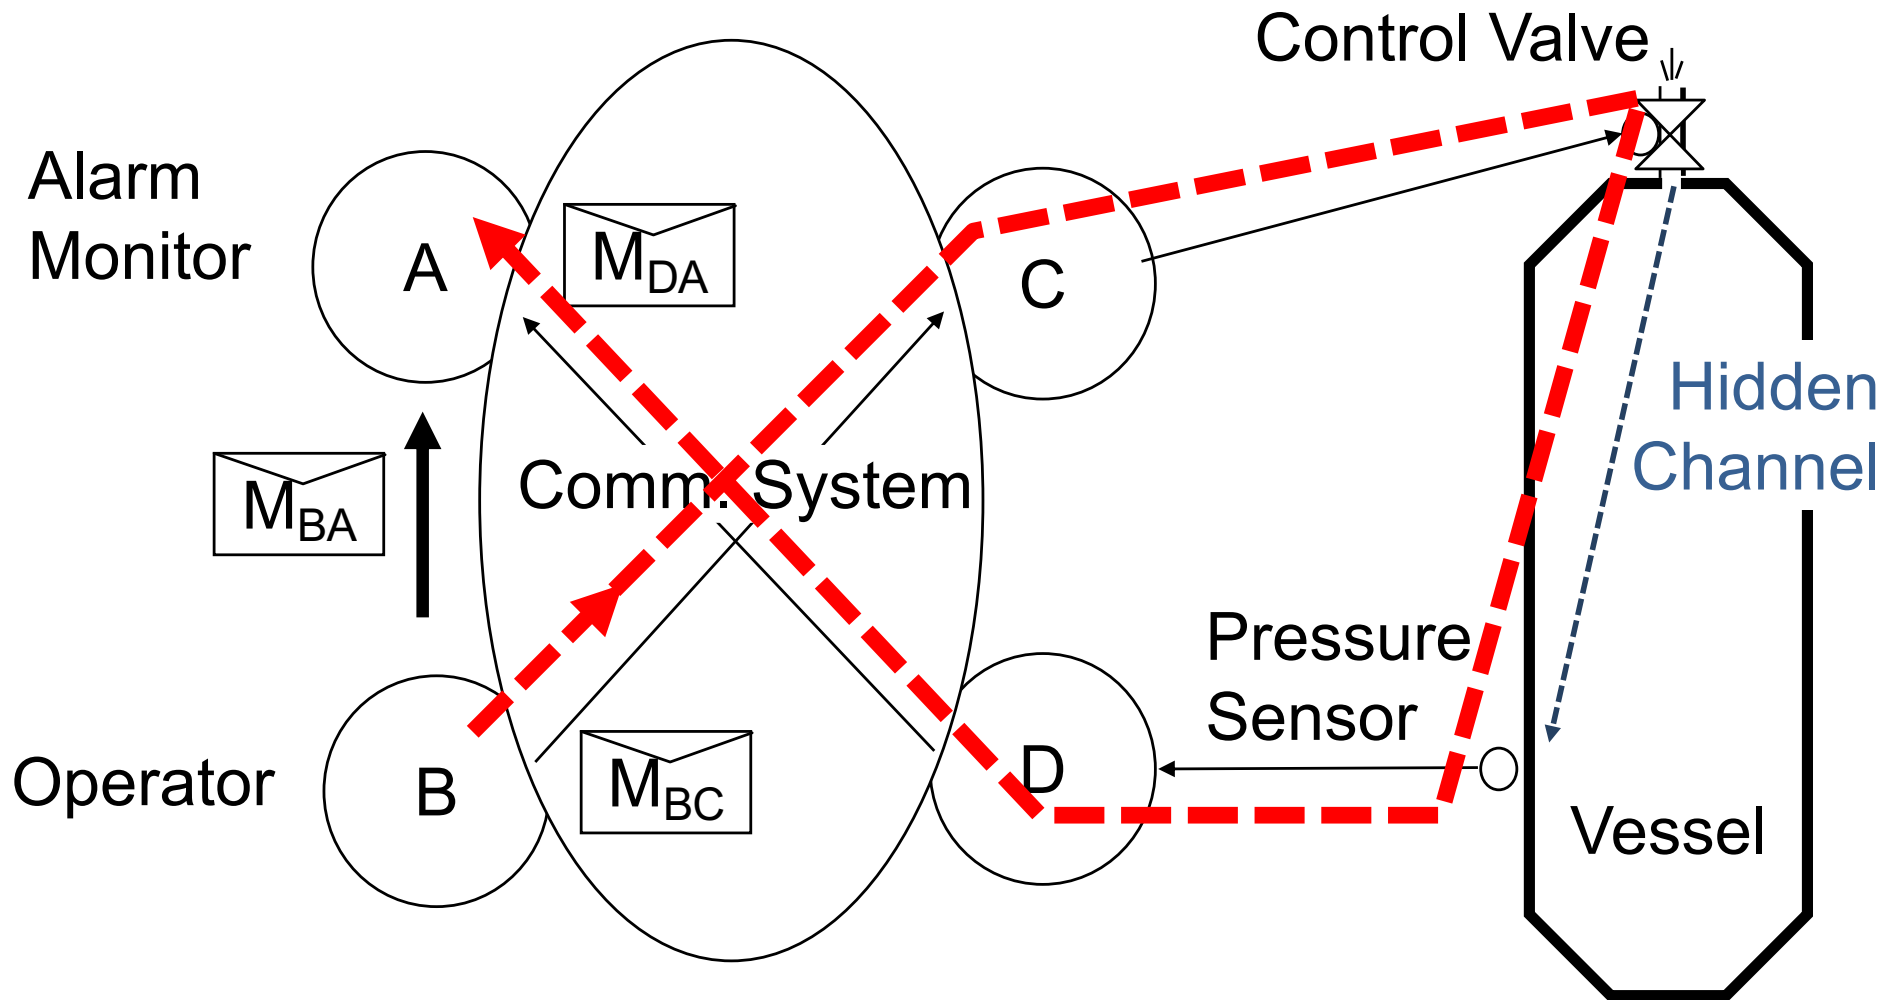 Control Valve
Alarm
Monitor
A
M_DA
C
Hidden
Channel
M_BA
Comm. System
Pressure
Sensor
Operator
B
M_BC
D
Vessel